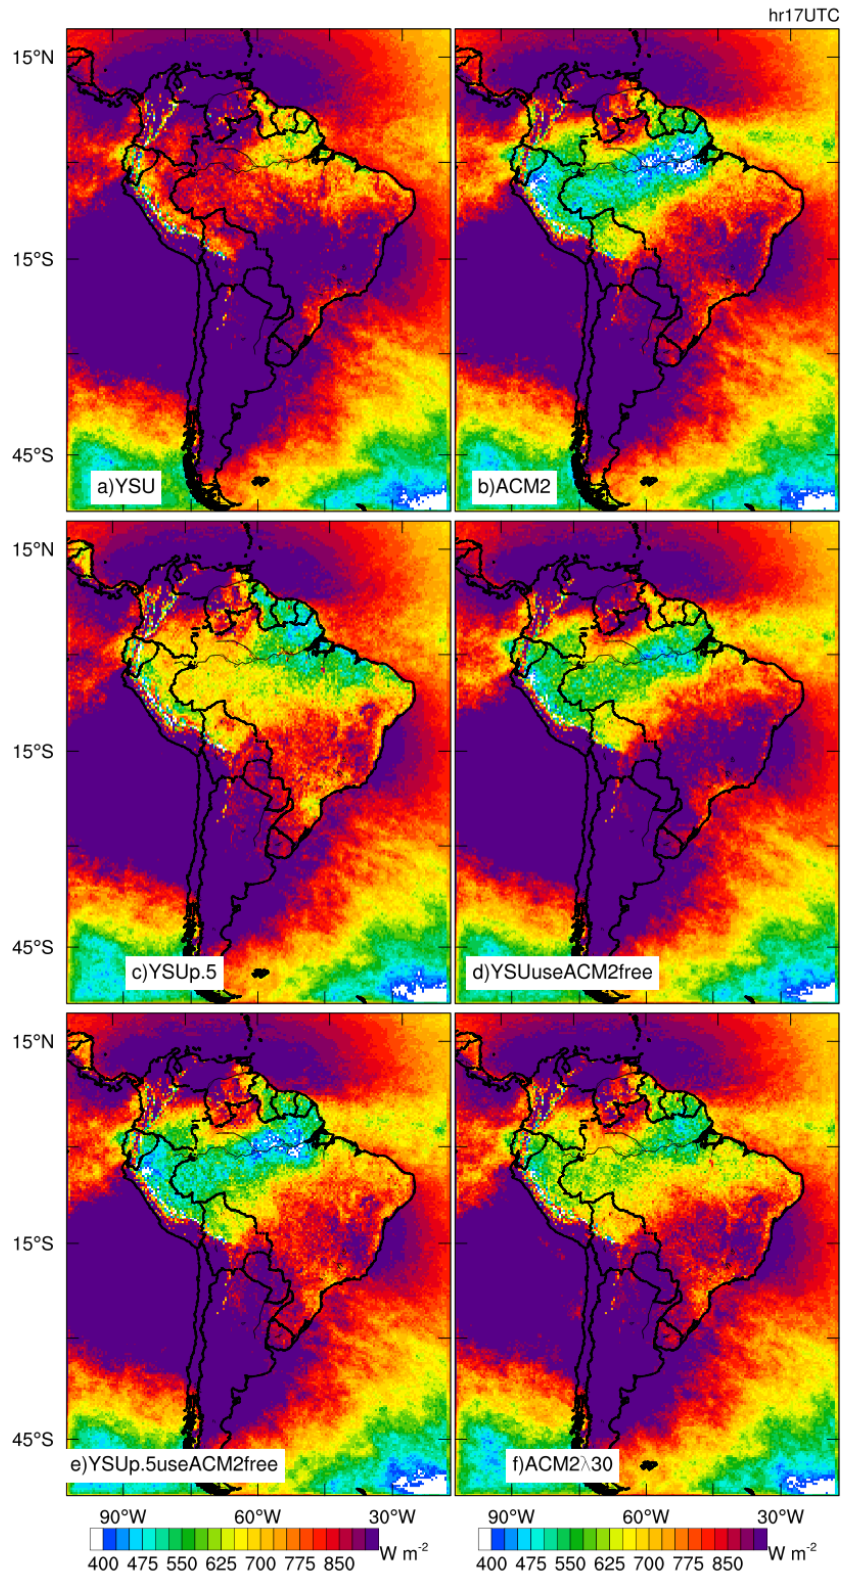 hr17UTC
15°N
15°S
45°S
a)YSU
b)ACM2
15°N
15°S
45°S
c)YSUp.5
d)YSUuseACM2free
15°N
15°S
45°S
e)YSUp.5useACM2free
f)ACM2λ30
90°W 60°W 30°W 90°W 60°W 30°W
W m-2
400 475 550 625 700 775 850
W m-2
400 475 550 625 700 775 850